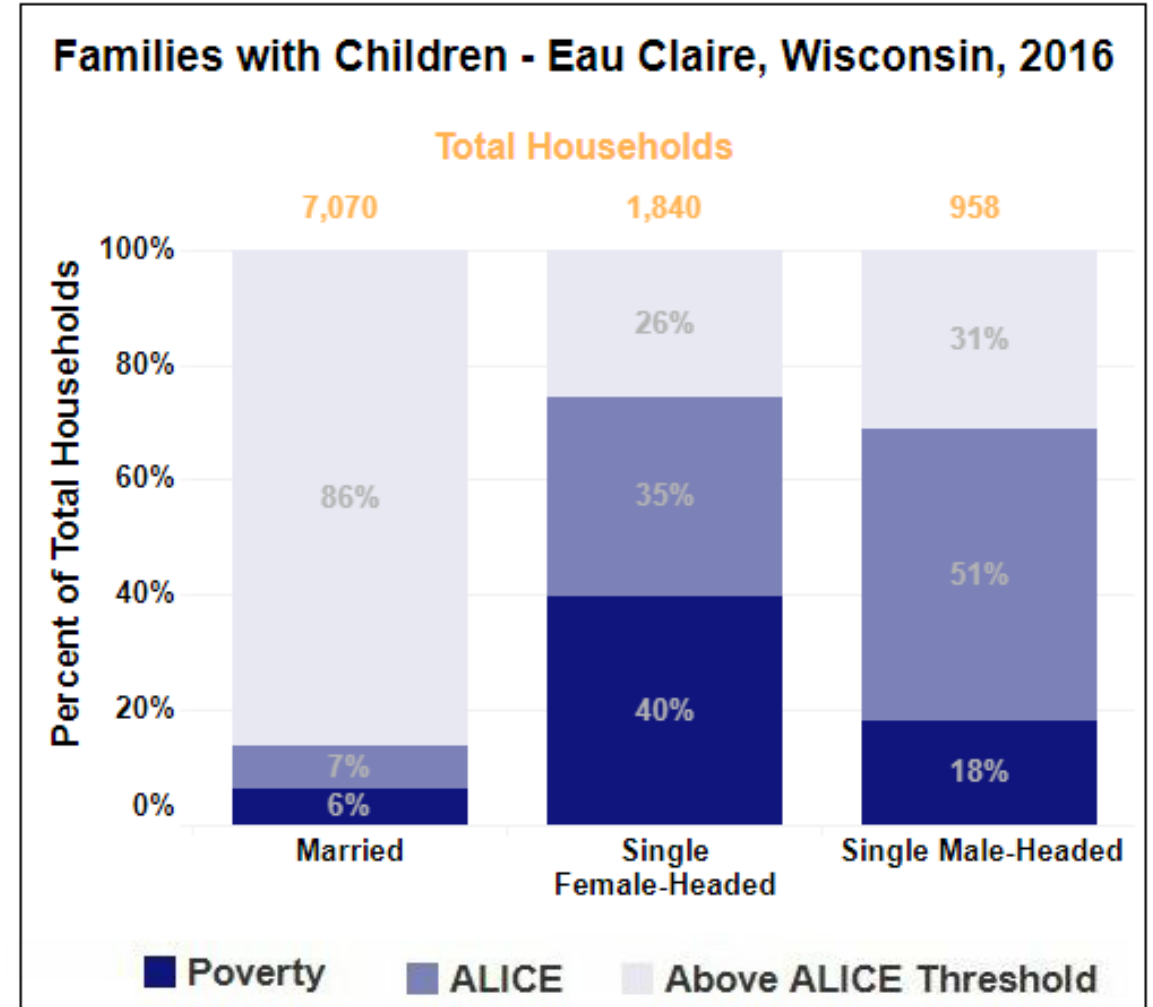 Families with Children - Eau Claire, Wisconsin, 2016
Total Households
7,070 1,840 958
Percent of Total Households
100%
80%
60%
40%
20%
0%
86%
7%
6%
26%
35%
40%
31%
51%
18%
Married
Single
Female-Headed
Single Male-Headed
Poverty ALICE Above ALICE Threshold